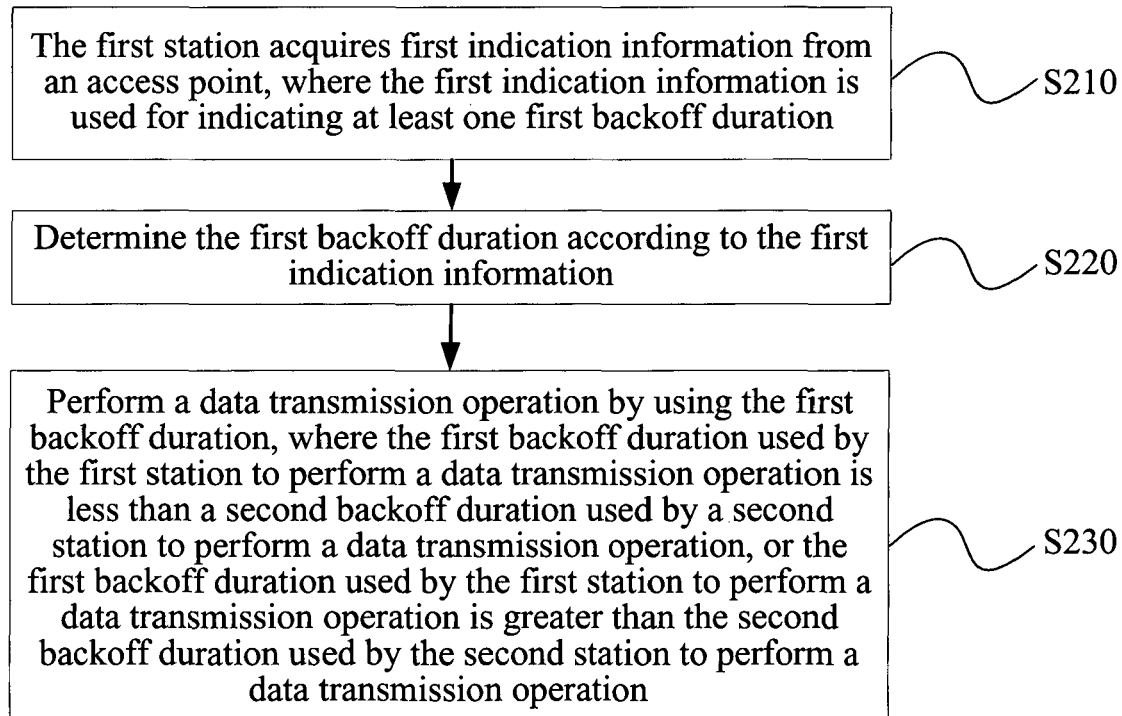 The first station acquires first indication information from
an access point, where the first indication information is
used for indicating at least one first backoff duration
S210
Determine the first backoff duration according to the first
indication information
S220
Perform a data transmission operation by using the first
backoff duration, where the first backoff duration used by
the first station to perform a data transmission operation is
less than a second backoff duration used by a second
station to perform a data transmission operation, or the
first backoff duration used by the first station to perform a
data transmission operation is greater than the second
backoff duration used by the second station to perform a
data transmission operation
S230